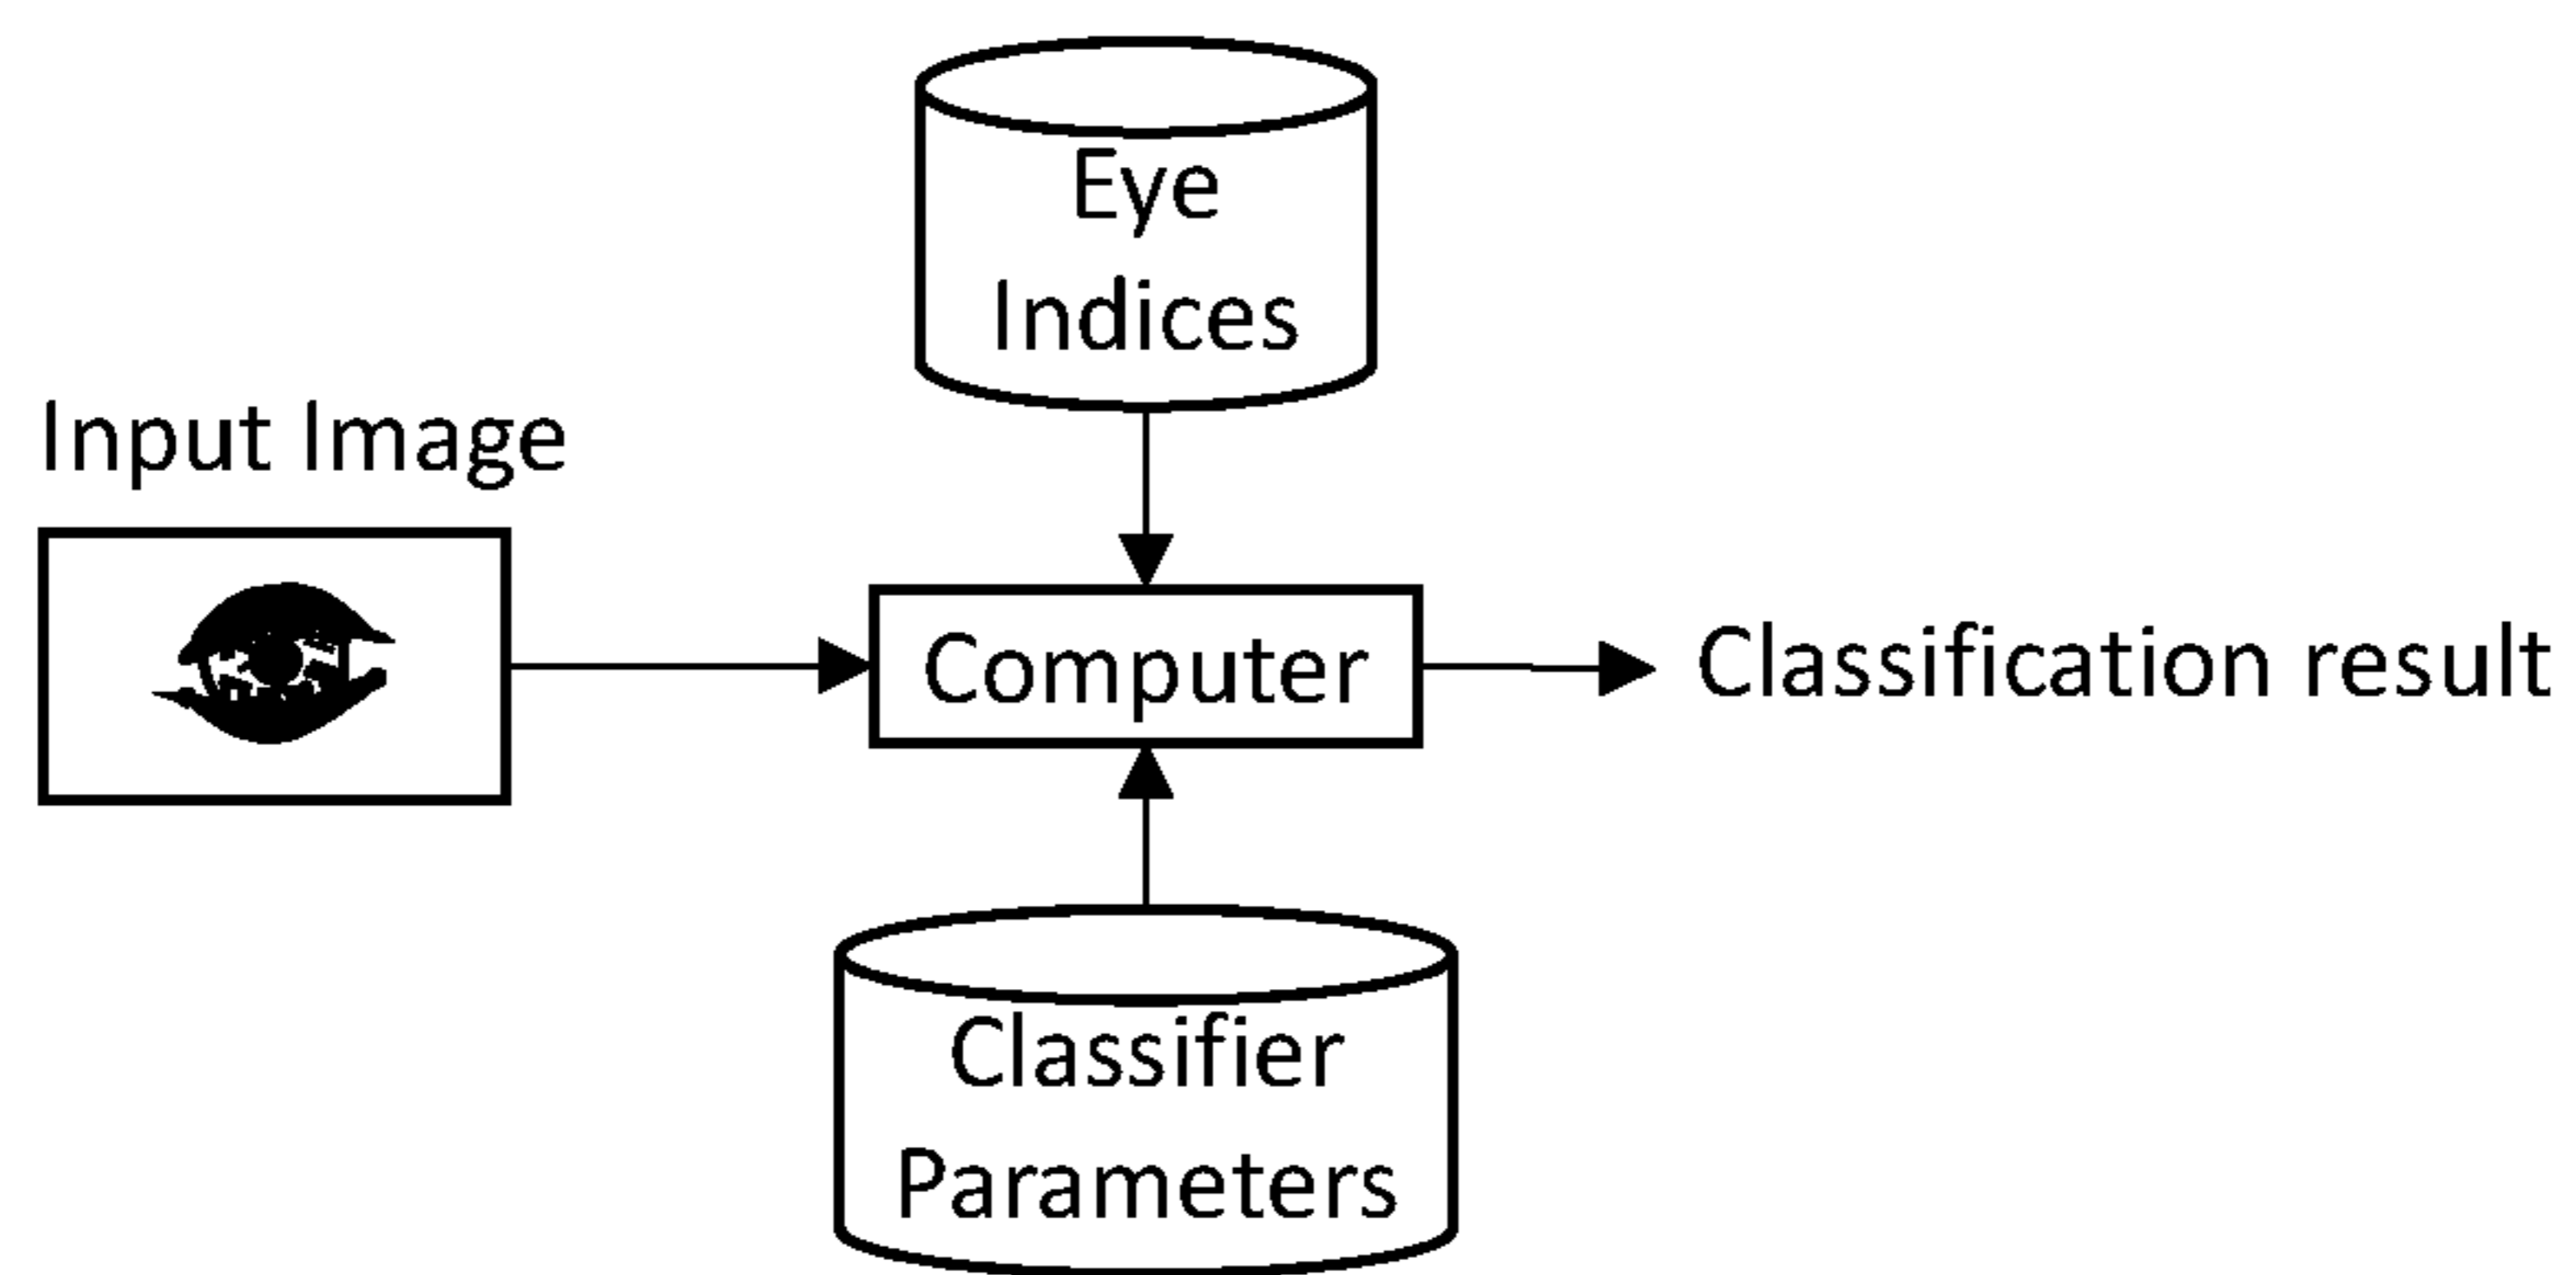 Eye
Indices
Input Image
Computer
Classification result
Classifier
Parameters